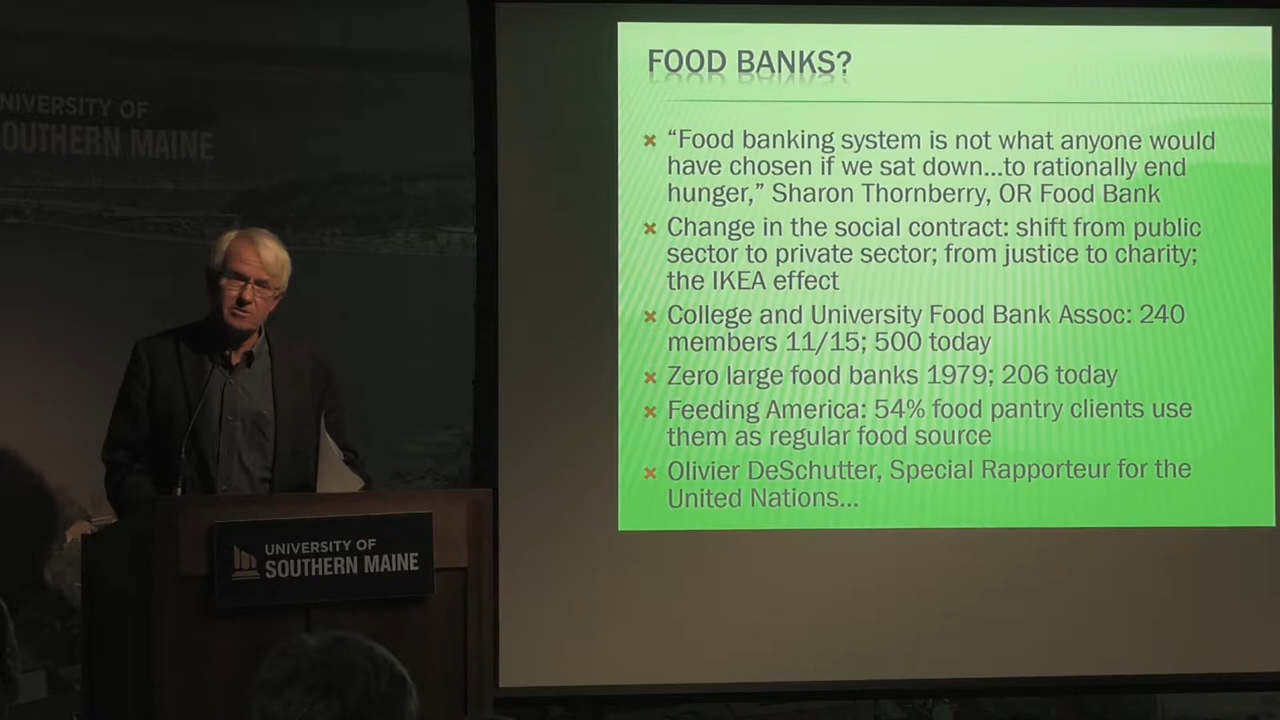 NIVERSITY OF
OUTHERN MAINE
FOOD BANKS?
“Food banking system is not what anyone would
have chosen if we sat down...to rationally end
hunger,” Sharon Thornberry, OR Food Bank
Change in the social contract: shift from public
sector to private sector; from justice to charity;
the IKEA effect
College and University Food Bank Assoc: 240
members 11/15; 500 today
Zero large food banks 1979; 206 today
Feeding America: 54% food pantry clients use
them as regular food source
Olivier DeSchutter, Special Rapporteur for the
United Nations...
UNIVERSITY OF
SOUTHERN MAINE